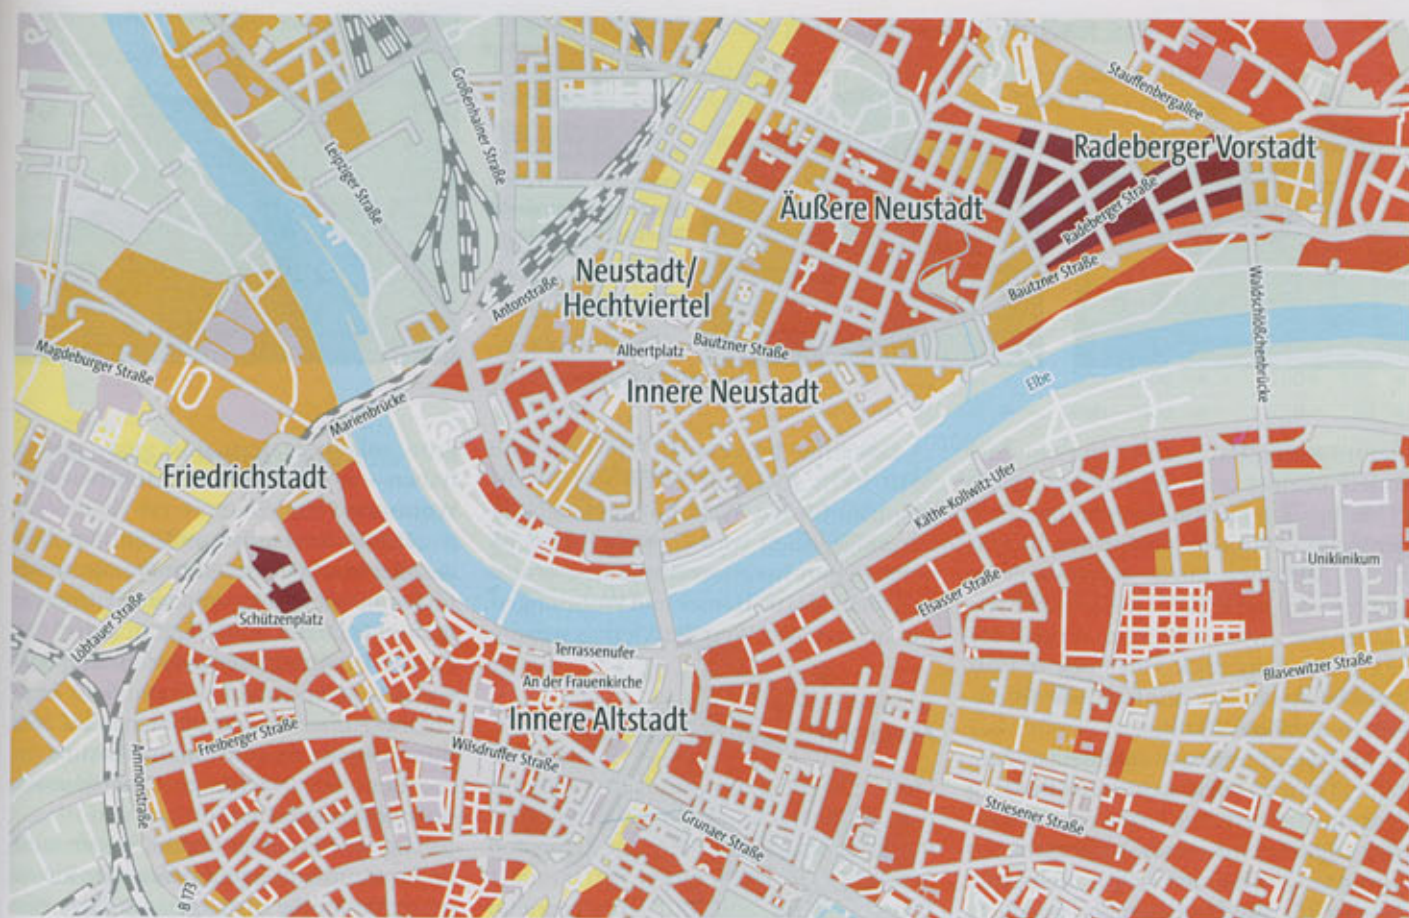 Großenhainer Straße
Stauffenbergallee
Leipziger Straße
Radeberger Vorstadt
Radeberger Straße
Äußere Neustadt
Neustadt/
Hechtviertel
Antonstraße
Bautzner Straße
Waldschlößchenbrücke
Magdeburger Straße
Albertplatz
Bautzner Straße
Innere Neustadt
Elbe
Marienbrücke
Friedrichstadt
Käthe-Kollwitz-Ufer
Uniklinikum
Elsasser Straße
Löbtauer Straße
Schützenplatz
Terrassenufer
An der Frauenkirche
Blasewitzer Straße
Innere Altstadt
Freiberger Straße
Wilsdruffer Straße
Ammonstraße
Striesener Straße
Grunaer Straße
B 173